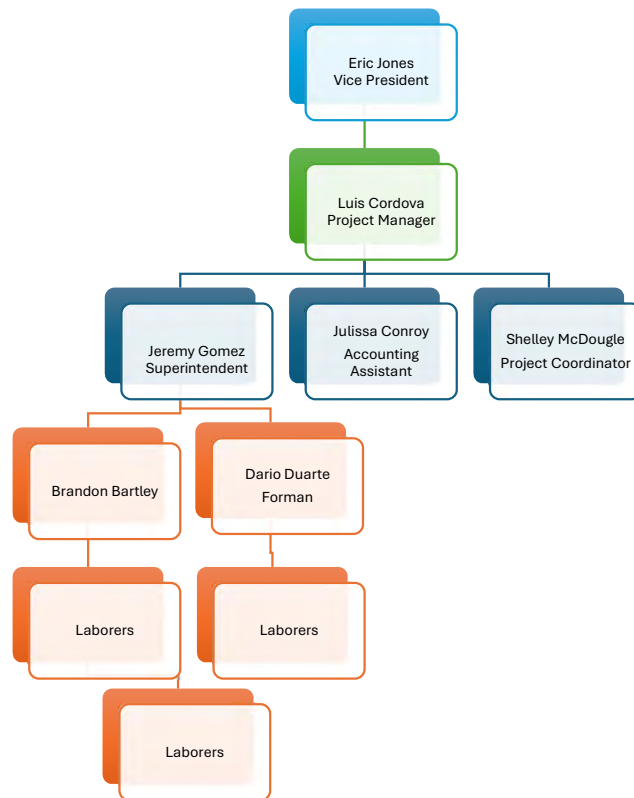 Eric Jones
Vice President
Luis Cordova
Project Manager
Jeremy Gomez
Superintendent
Julissa Conroy
Accounting
Assistant
Shelley McDougle
Project Coordinator
Brandon Bartley
Dario Duarte
Forman
Laborers
Laborers
Laborers